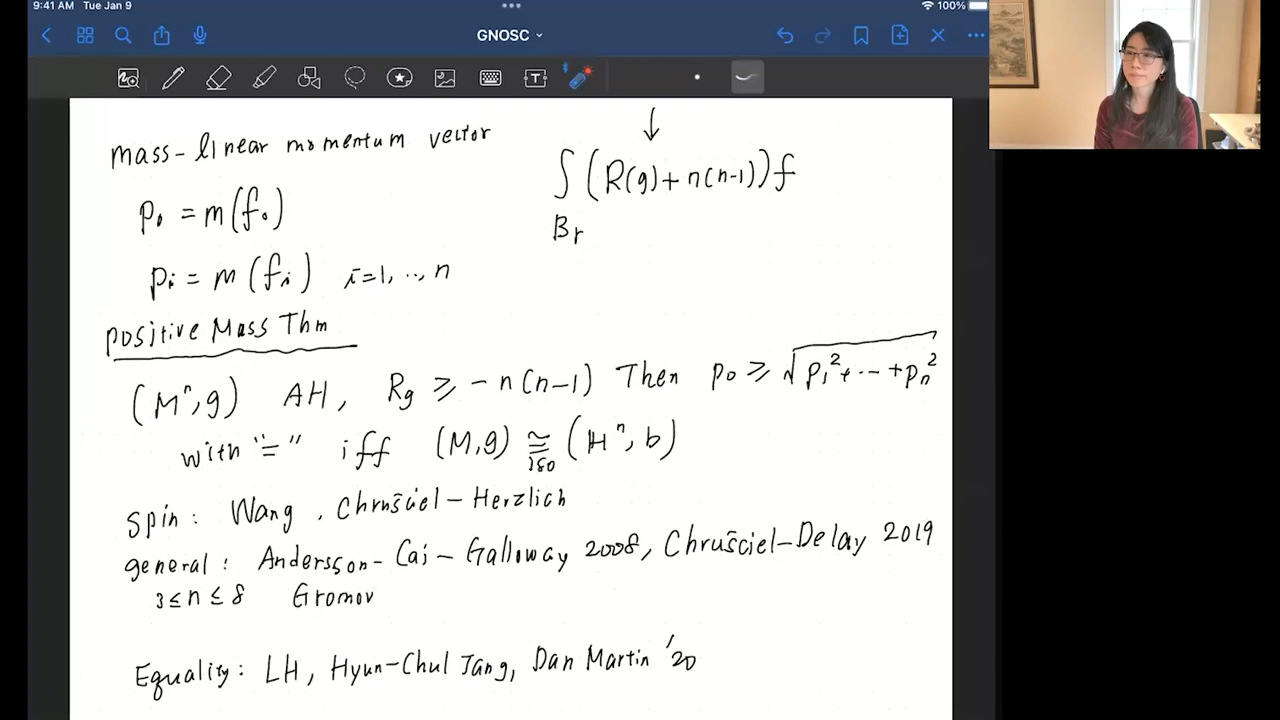 9:41 AM Tue Jan 9
100%
GNOSC
mass-linear momentum vector
p₀ = m(f₀)
pᵢ = m(fᵢ) i=1, .., n
∫ (R(g) + n(n-1)) f
Bᵣ
Positive Mass Thm
(Mⁿ, g) AH, Rg ≥ -n(n-1) Then p₀ ≥ √p₁² + ··· + pₙ²
with "=" iff (M, g) ≅ (Hⁿ, b)
iso
spin: Wang, Chruściel-Herzlich
general: Andersson-Cai-Galloway 2008, Chruściel-Delay 2019
3 ≤ n ≤ 8 Gromov
Equality: LH, Hyun-Chul Jang, Dan Martin '20